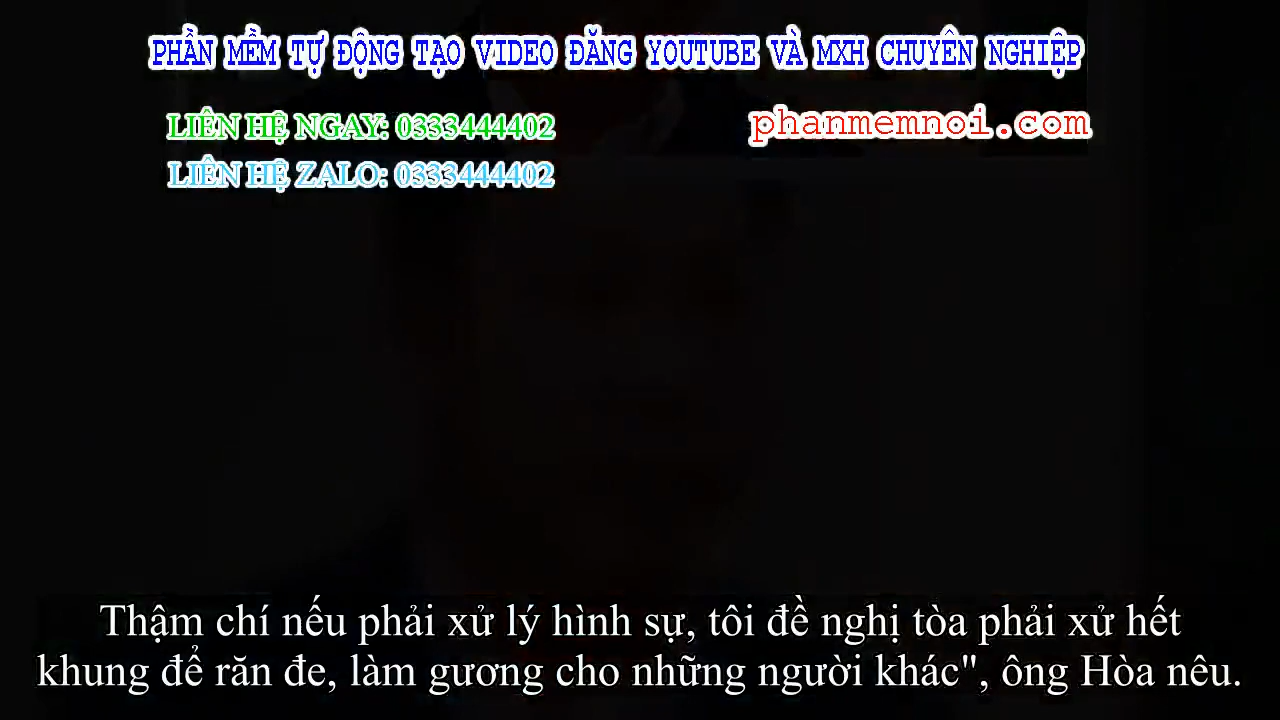 PHẦN MỀM TỰ ĐỘNG TẠO VIDEO ĐĂNG YOUTUBE VÀ MXH CHUYÊN NGHIỆP
LIÊN HỆ NGAY: 0333444402
phanmemnoi.com
LIÊN HỆ ZALO: 0333444402
Thậm chí nếu phải xử lý hình sự, tôi đề nghị tòa phải xử hết
khung để răn đe, làm gương cho những người khác", ông Hòa nêu.